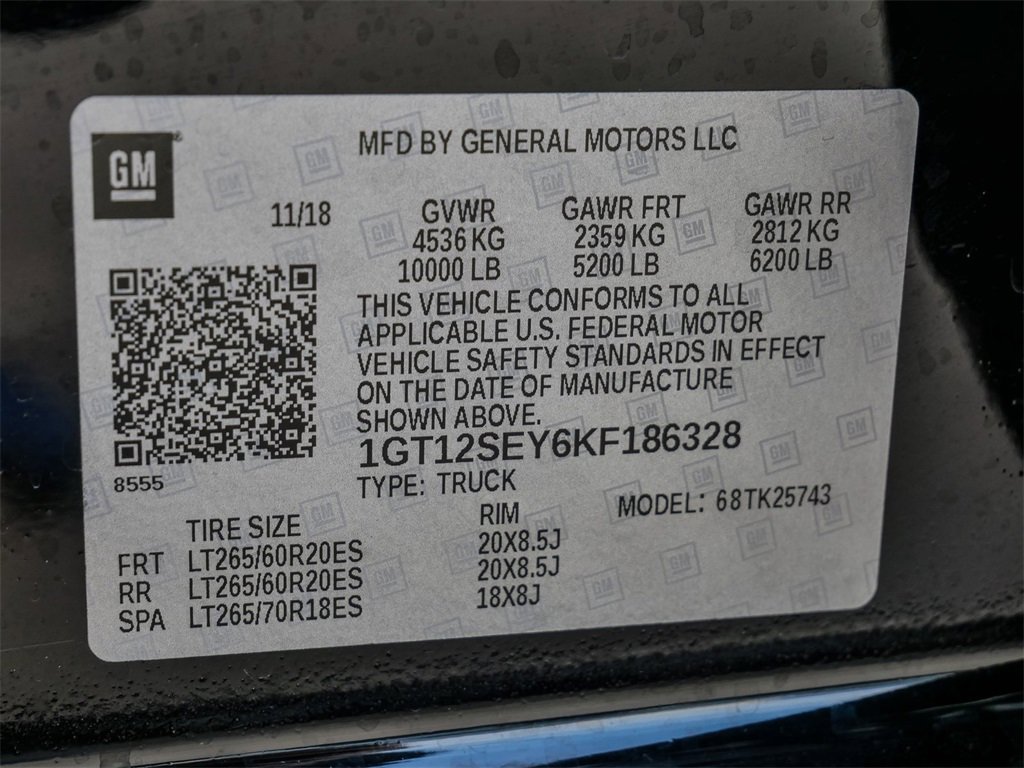 GM
MFD BY GENERAL MOTORS LLC
11/18
GVWR GAWR FRT GAWR RR
4536 KG 2359 KG 2812 KG
10000 LB 5200 LB 6200 LB
THIS VEHICLE CONFORMS TO ALL
APPLICABLE U.S. FEDERAL MOTOR
VEHICLE SAFETY STANDARDS IN EFFECT
ON THE DATE OF MANUFACTURE
SHOWN ABOVE.
1GT12SEY6KF186328
8555
TYPE: TRUCK
MODEL: 68TK25743
TIRE SIZE RIM
FRT LT265/60R20ES 20X8.5J
RR LT265/60R20ES 20X8.5J
SPA LT265/70R18ES 18X8J